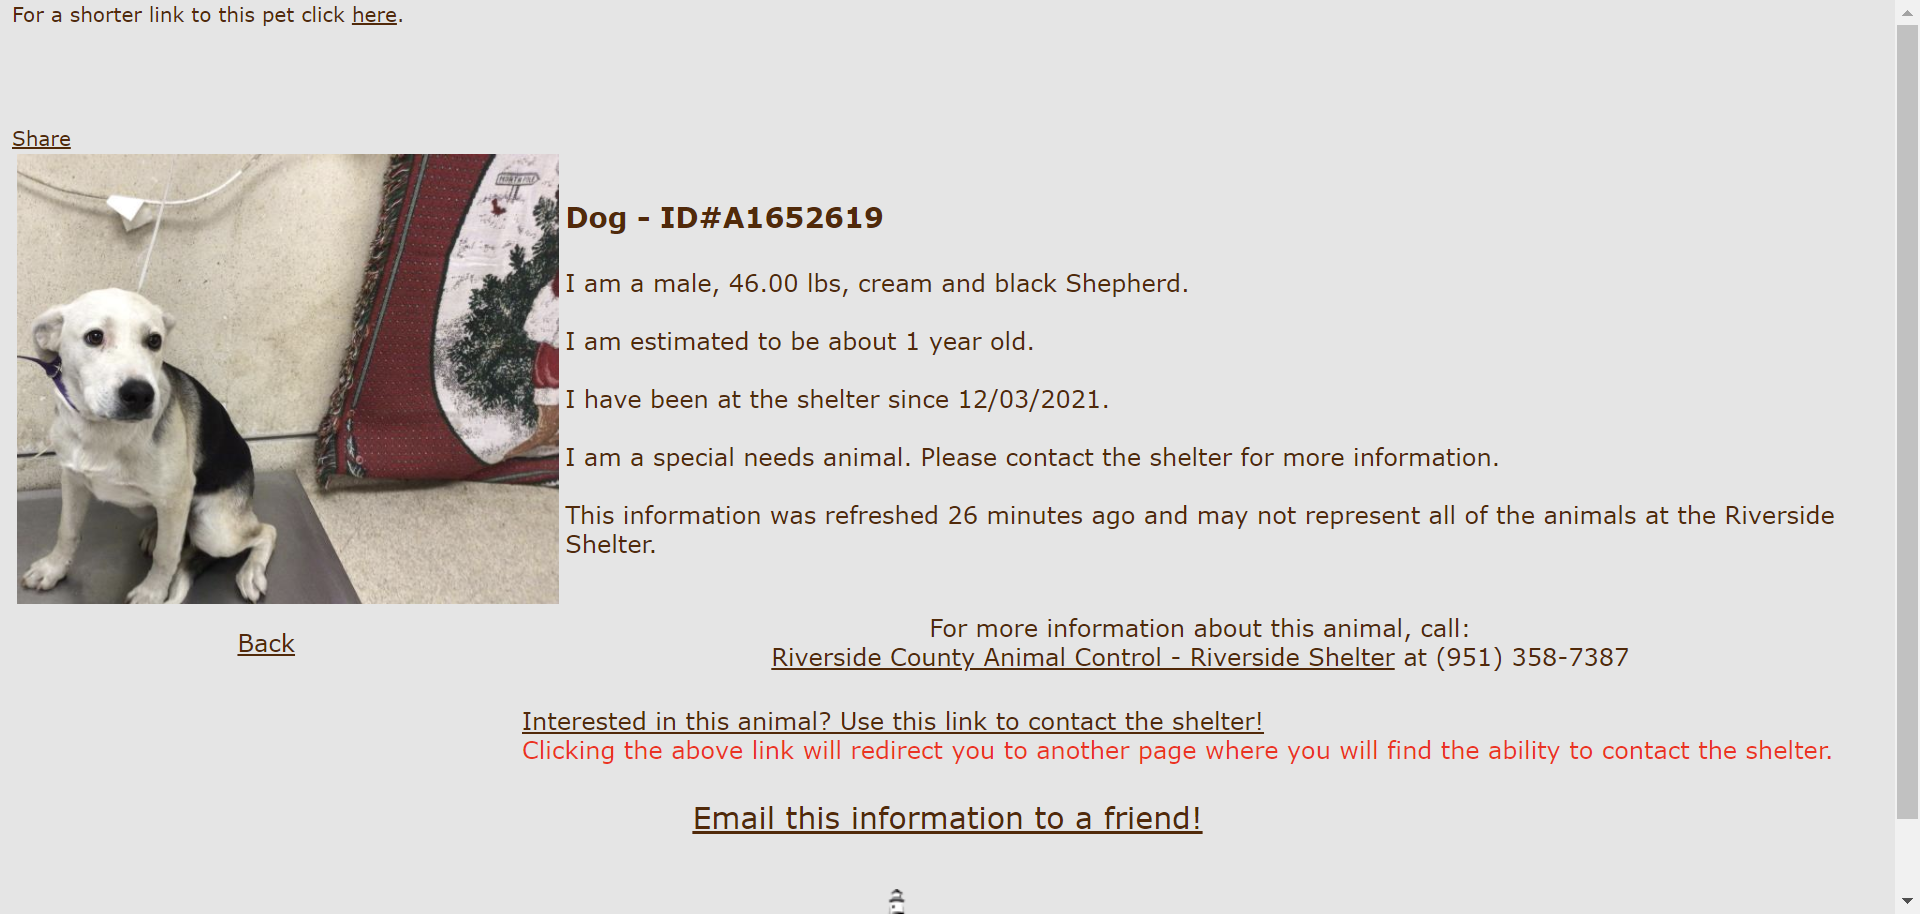 For a shorter link to this pet click here.
Share
Dog - ID#A1652619
I am a male, 46.00 lbs, cream and black Shepherd.
I am estimated to be about 1 year old.
I have been at the shelter since 12/03/2021.
I am a special needs animal. Please contact the shelter for more information.
This information was refreshed 26 minutes ago and may not represent all of the animals at the Riverside
Shelter.
Back
For more information about this animal, call:
Riverside County Animal Control - Riverside Shelter at (951) 358-7387
Interested in this animal? Use this link to contact the shelter!
Clicking the above link will redirect you to another page where you will find the ability to contact the shelter.
Email this information to a friend!